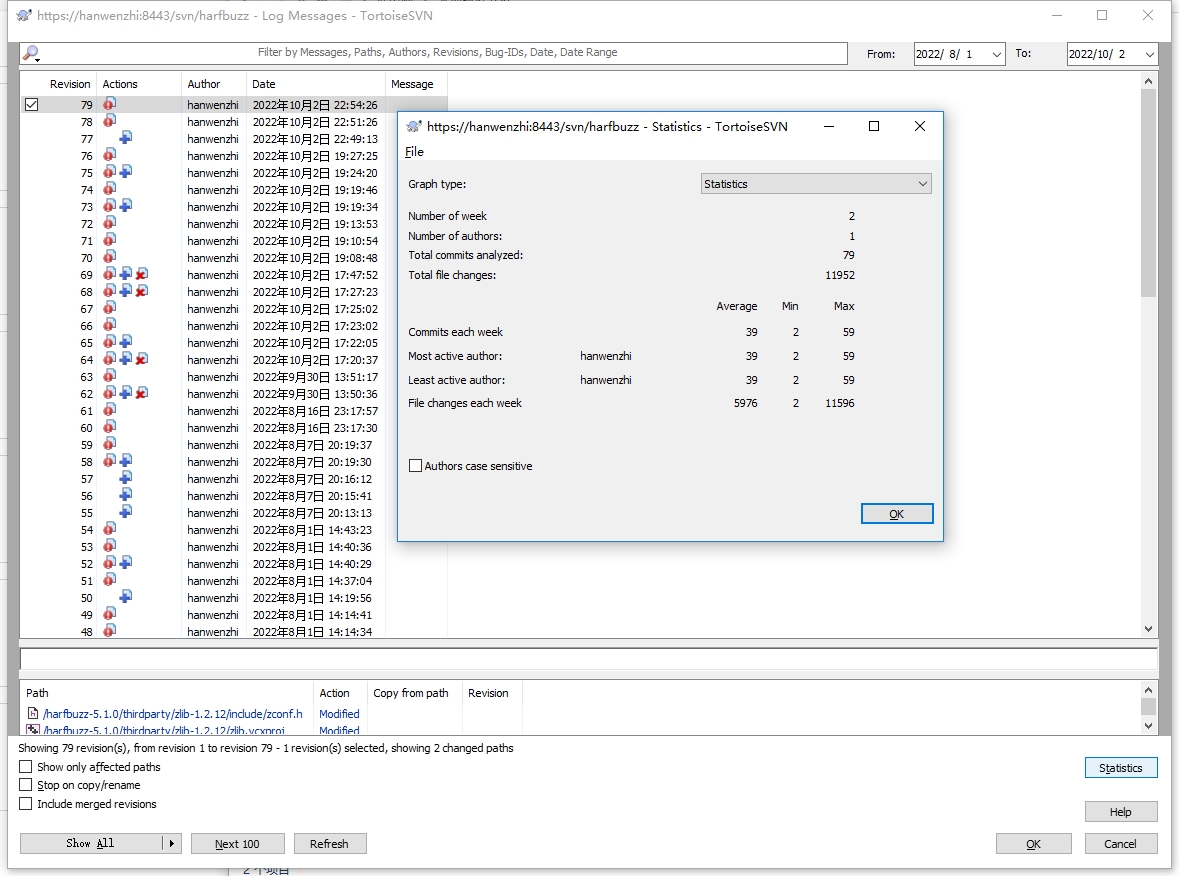 https://hanwenzhi:8443/svn/harfbuzz - Log Messages - TortoiseSVN
Filter by Messages, Paths, Authors, Revisions, Bug-IDs, Date, Date Range
From: 2022/ 8/ 1 To: 2022/10/ 2
Revision Actions Author Date Message
79 hanwenzhi 2022年10月2日 22:54:26
78 hanwenzhi 2022年10月2日 22:51:26
77 hanwenzhi 2022年10月2日 22:49:13
76 hanwenzhi 2022年10月2日 19:27:25
75 hanwenzhi 2022年10月2日 19:24:20
74 hanwenzhi 2022年10月2日 19:19:46
73 hanwenzhi 2022年10月2日 19:19:34
72 hanwenzhi 2022年10月2日 19:13:53
71 hanwenzhi 2022年10月2日 19:10:54
70 hanwenzhi 2022年10月2日 19:08:48
69 hanwenzhi 2022年10月2日 17:47:52
68 hanwenzhi 2022年10月2日 17:27:23
67 hanwenzhi 2022年10月2日 17:25:02
66 hanwenzhi 2022年10月2日 17:23:02
65 hanwenzhi 2022年10月2日 17:22:05
64 hanwenzhi 2022年10月2日 17:20:37
63 hanwenzhi 2022年9月30日 13:51:17
62 hanwenzhi 2022年9月30日 13:50:36
61 hanwenzhi 2022年8月16日 23:17:57
60 hanwenzhi 2022年8月16日 23:17:30
59 hanwenzhi 2022年8月7日 20:19:37
58 hanwenzhi 2022年8月7日 20:19:30
57 hanwenzhi 2022年8月7日 20:16:12
56 hanwenzhi 2022年8月7日 20:15:41
55 hanwenzhi 2022年8月7日 20:13:13
54 hanwenzhi 2022年8月1日 14:43:23
53 hanwenzhi 2022年8月1日 14:40:36
52 hanwenzhi 2022年8月1日 14:40:29
51 hanwenzhi 2022年8月1日 14:37:04
50 hanwenzhi 2022年8月1日 14:19:56
49 hanwenzhi 2022年8月1日 14:14:41
48 hanwenzhi 2022年8月1日 14:14:34
https://hanwenzhi:8443/svn/harfbuzz - Statistics - TortoiseSVN
File
Graph type: Statistics
Number of week 2
Number of authors: 1
Total commits analyzed: 79
Total file changes: 11952
Average Min Max
Commits each week 39 2 59
Most active author: hanwenzhi 39 2 59
Least active author: hanwenzhi 39 2 59
File changes each week 5976 2 11596
Authors case sensitive
OK
Path Action Copy from path Revision
/harfbuzz-5.1.0/thirdparty/zlib-1.2.12/include/zconf.h Modified
/harfbuzz-5.1.0/thirdparty/zlib-1.2.12/zlib.vcxproj Modified
Showing 79 revision(s), from revision 1 to revision 79 - 1 revision(s) selected, showing 2 changed paths
Show only affected paths
Stop on copy/rename
Include merged revisions
Statistics
Help
Show All Next 100 Refresh OK Cancel
2 个项目